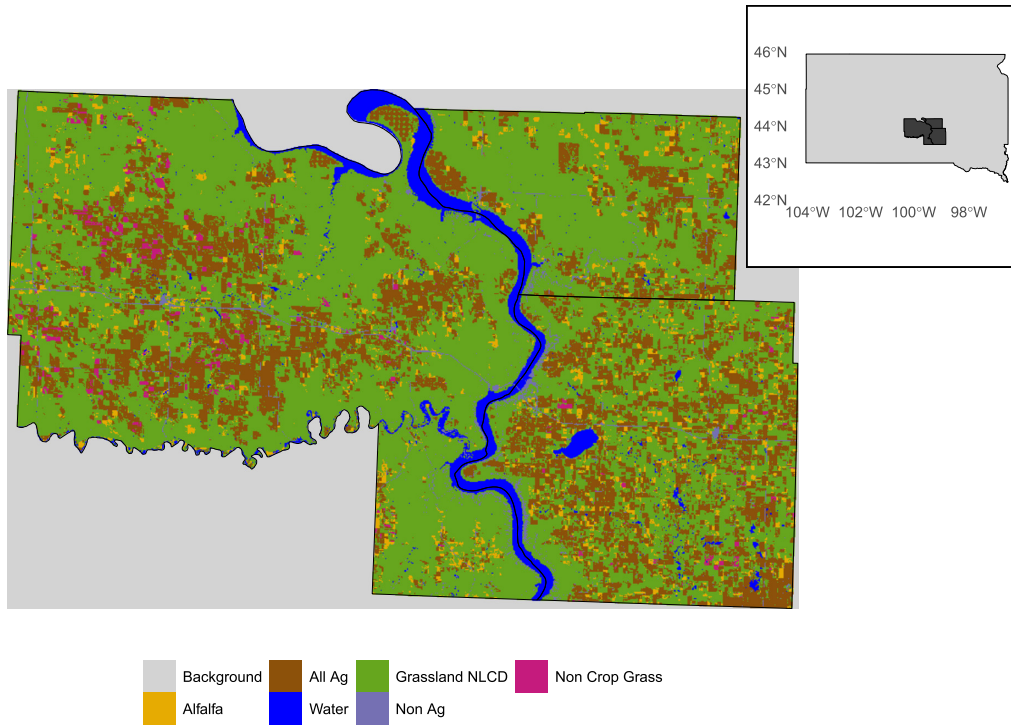 46°N
45°N
44°N
43°N
42°N
104°W 102°W 100°W 98°W
Background All Ag Grassland NLCD Non Crop Grass
Alfalfa Water Non Ag